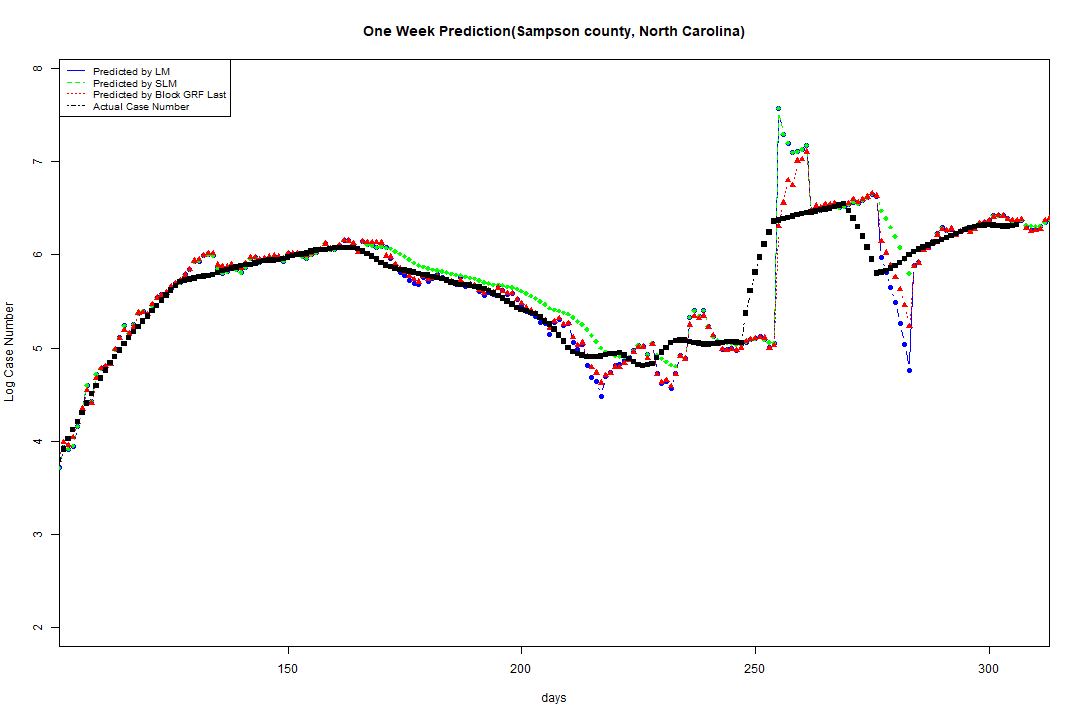 One Week Prediction(Sampson county, North Carolina)
Predicted by LM
Predicted by SLM
Predicted by Block GRF Last
Actual Case Number
8
7
6
5
4
3
2
Log Case Number
150 200 250 300
days